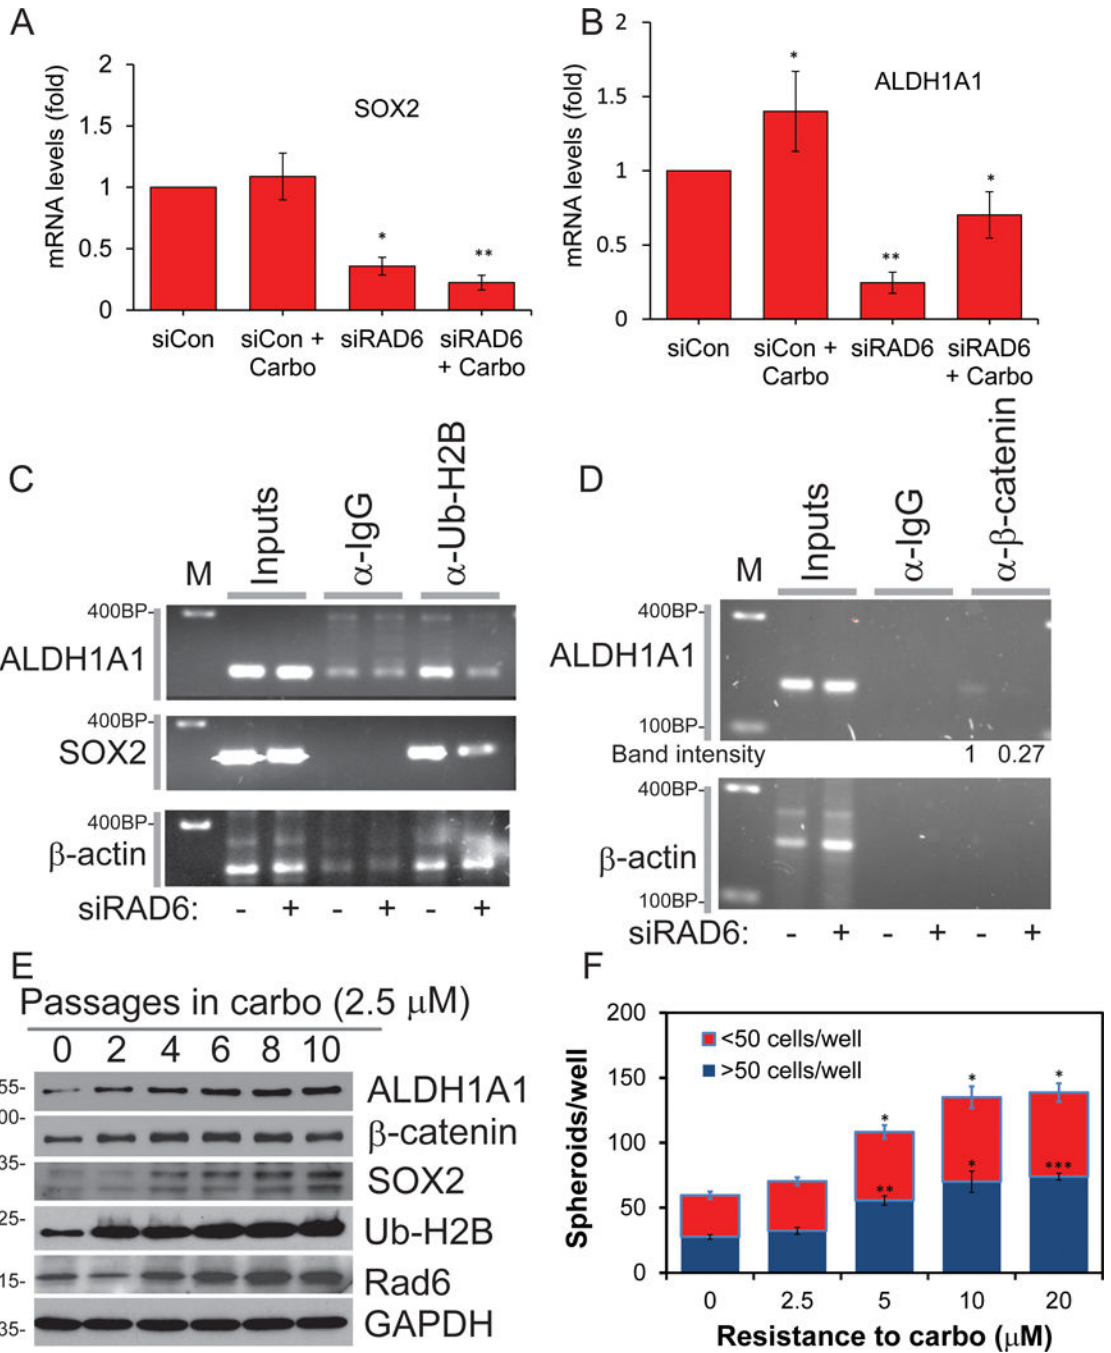 A
mRNA levels (fold)
2
1.5
1
0.5
0
SOX2
*
**
siCon
siCon +
Carbo
siRAD6
siRAD6
+ Carbo
B
mRNA levels (fold)
2
1.5
1
0.5
0
ALDH1A1
*
**
*
siCon
siCon +
Carbo
siRAD6
siRAD6
+ Carbo
C
M
Inputs
α-IgG
α-Ub-H2B
400BP-
ALDH1A1
400BP-
SOX2
400BP-
β-actin
siRAD6: - + - + - +
D
M
Inputs
α-IgG
α-β-catenin
400BP-
ALDH1A1
100BP-
Band intensity 1 0.27
400BP-
β-actin
100BP-
siRAD6: - + - + - +
E
Passages in carbo (2.5 μM)
0 2 4 6 8 10
55-
ALDH1A1
00-
β-catenin
35-
SOX2
25-
Ub-H2B
15-
Rad6
35-
GAPDH
F
Spheroids/well
200
150
100
50
0
<50 cells/well
>50 cells/well
*
**
*
*
*
***
0 2.5 5 10 20
Resistance to carbo (μM)